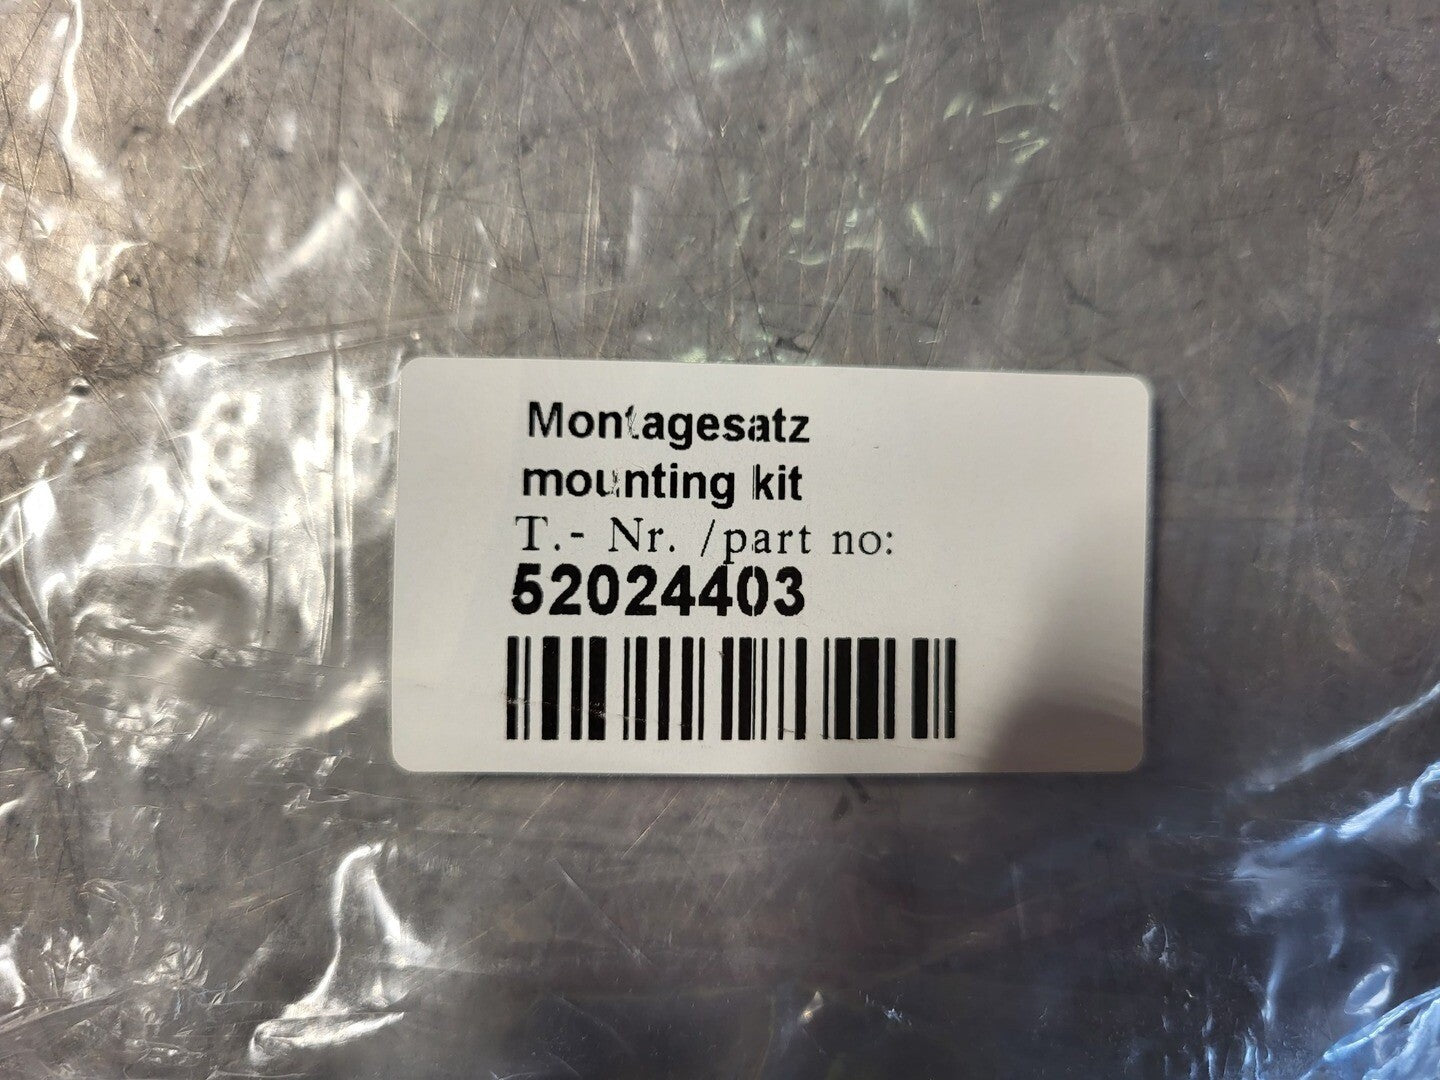 Montagesatz
mounting kit
T.- Nr. /part no:
52024403